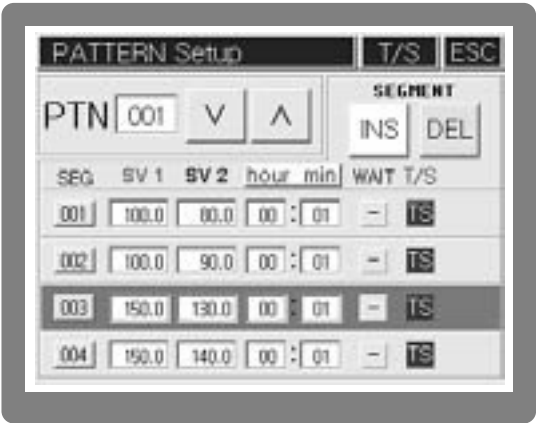 PATTERN Setup T/S ESC
SEGMENT
PTN 001 V Λ INS DEL
SEG SV 1 SV 2 hour min WAIT T/S
001 100.0 80.0 00 : 01 - TS
002 100.0 90.0 00 : 01 - TS
003 150.0 130.0 00 : 01 - TS
004 150.0 140.0 00 : 01 - TS